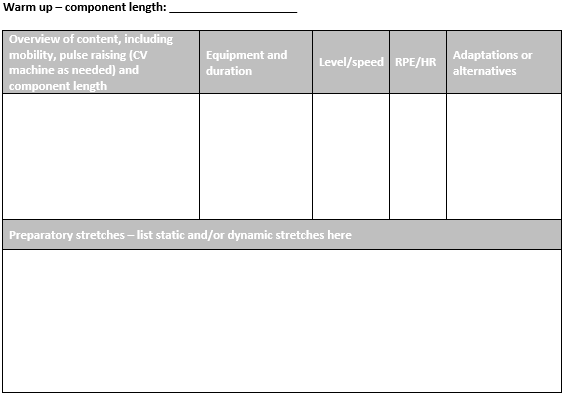 Warm up – component length: ____________________
Overview of content, including
mobility, pulse raising (CV
machine as needed) and
component length
Equipment and
duration
Level/speed
RPE/HR
Adaptations or
alternatives
Preparatory stretches – list static and/or dynamic stretches here